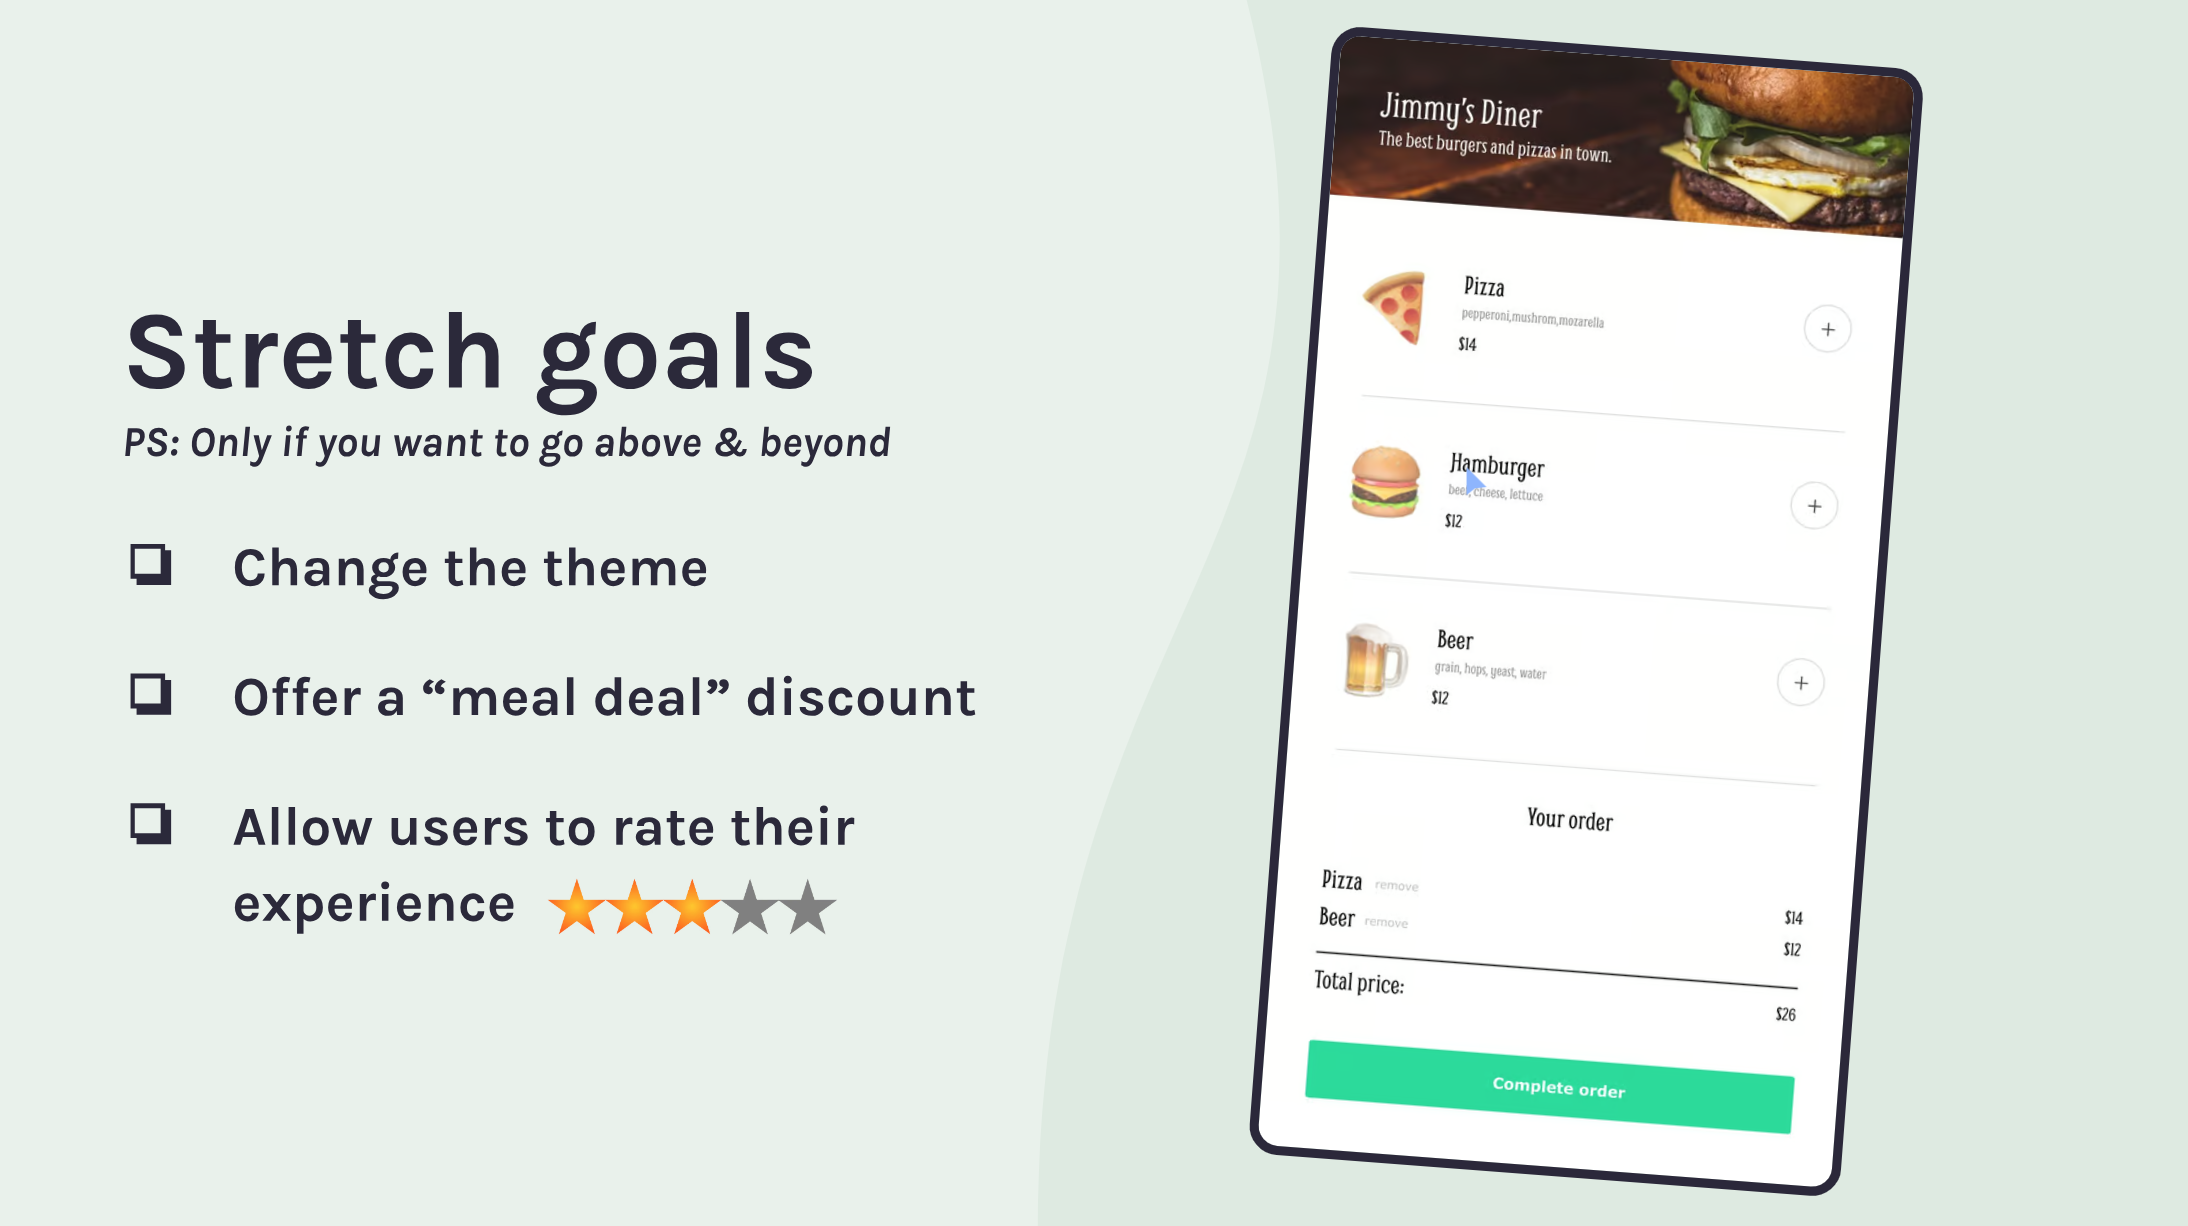 Stretch goals
PS: Only if you want to go above & beyond
❏ Change the theme
❏ Offer a “meal deal” discount
❏ Allow users to rate their
experience
Jimmy's Diner
The best burgers and pizzas in town.
Pizza
pepperoni,mushrom,mozarella
$14
+
Hamburger
beef, cheese, lettuce
$12
+
Beer
grain, hops, yeast, water
$12
+
Your order
Pizza remove $14
Beer remove $12
Total price: $26
Complete order